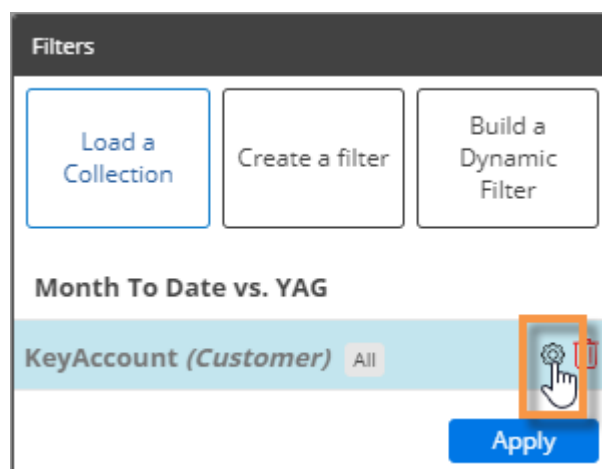 Filters
Load a
Collection
Create a filter
Build a
Dynamic
Filter
Month To Date vs. YAG
KeyAccount (Customer) All
Apply